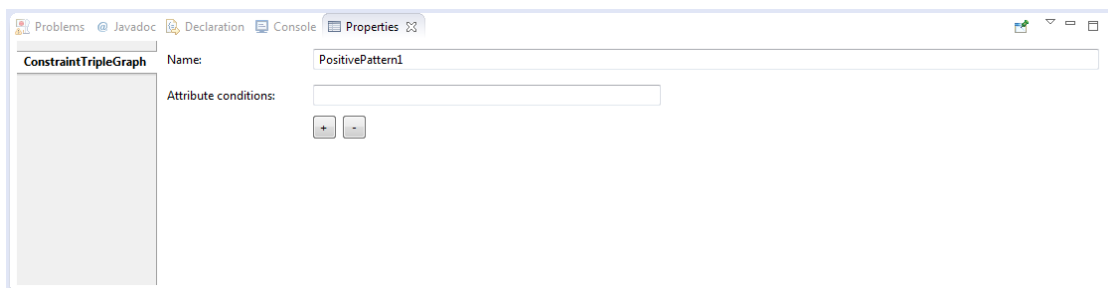 Problems @ Javadoc Declaration Console Properties
ConstraintTripleGraph Name: PositivePattern1
Attribute conditions:
+ -